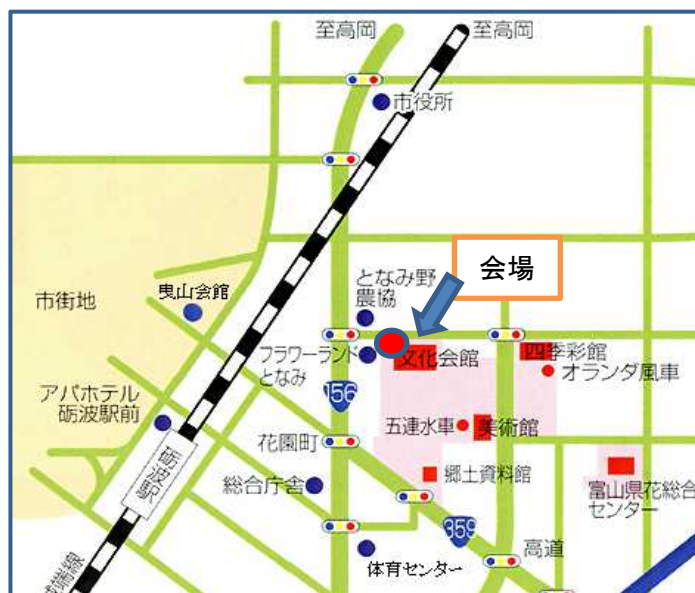 至高岡
至高岡
市役所
会場
となみ野
農協
曳山会館
市街地
文化会館
四季彩館
フラワーランド
となみ
オランダ風車
アパホテル
砺波駅前
156
五連水車
美術館
花園町
砺波駅
郷土資料館
総合庁舎
富山県花総合
センター
359
高道
体育センター
城端線